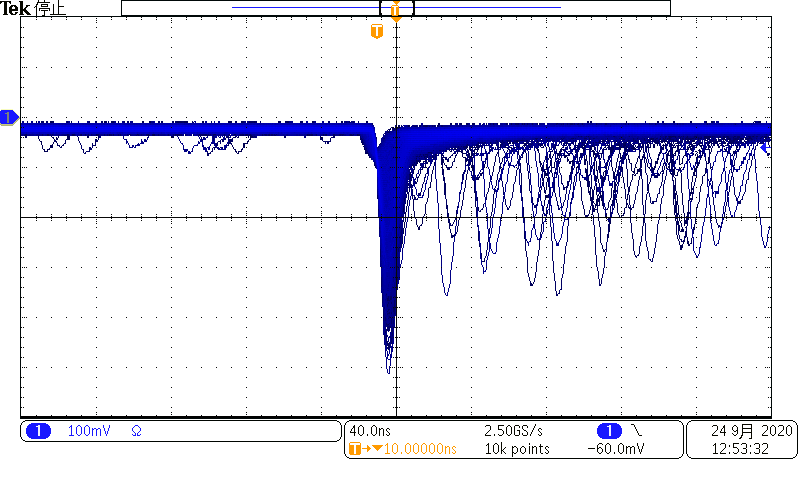 Tek 停止
T
T
1
1 100mV Ω
40.0ns 2.50GS/s 1
T→▼10.00000ns 10k points −60.0mV
24 9月 2020
12:53:32